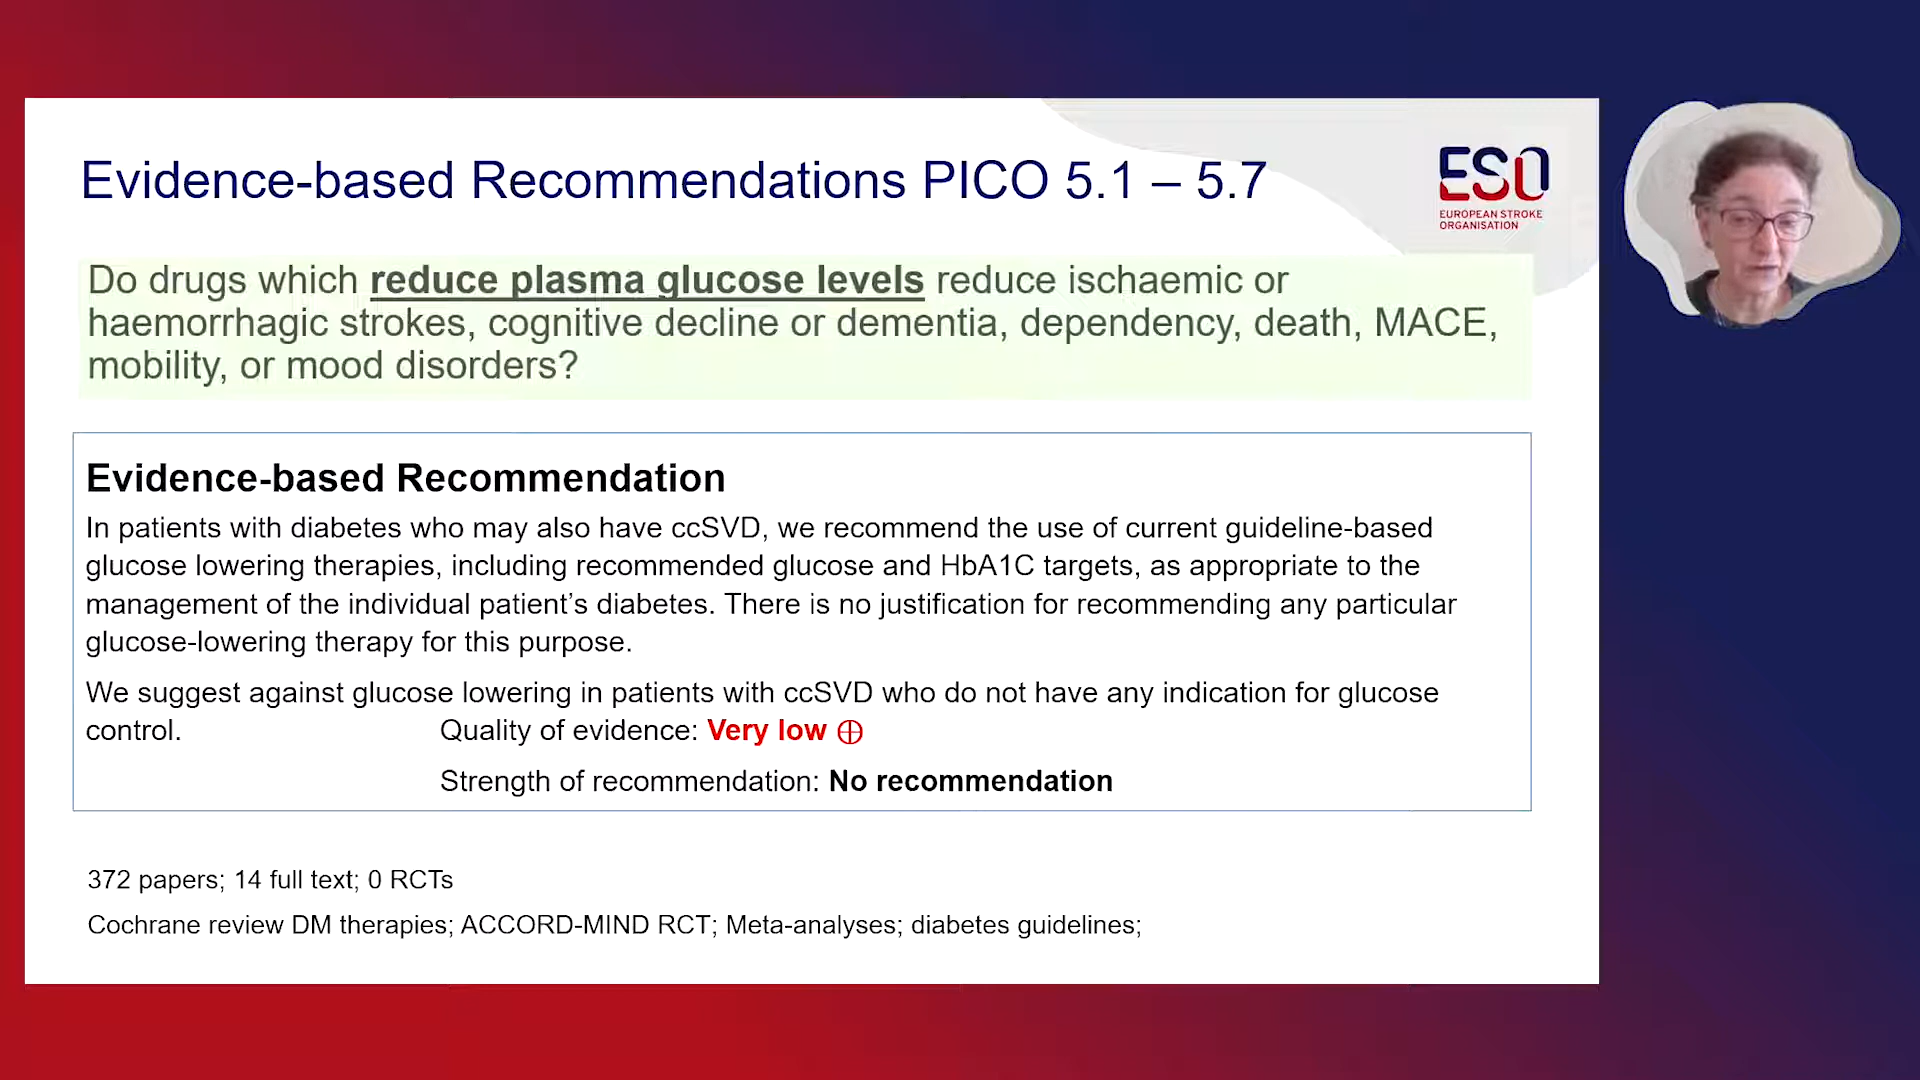 Evidence-based Recommendations PICO 5.1 – 5.7
ESO
EUROPEAN STROKE
ORGANISATION
Do drugs which reduce plasma glucose levels reduce ischaemic or
haemorrhagic strokes, cognitive decline or dementia, dependency, death, MACE,
mobility, or mood disorders?
Evidence-based Recommendation
In patients with diabetes who may also have ccSVD, we recommend the use of current guideline-based
glucose lowering therapies, including recommended glucose and HbA1C targets, as appropriate to the
management of the individual patient’s diabetes. There is no justification for recommending any particular
glucose-lowering therapy for this purpose.
We suggest against glucose lowering in patients with ccSVD who do not have any indication for glucose
control. Quality of evidence: Very low ⊕
Strength of recommendation: No recommendation
372 papers; 14 full text; 0 RCTs
Cochrane review DM therapies; ACCORD-MIND RCT; Meta-analyses; diabetes guidelines;